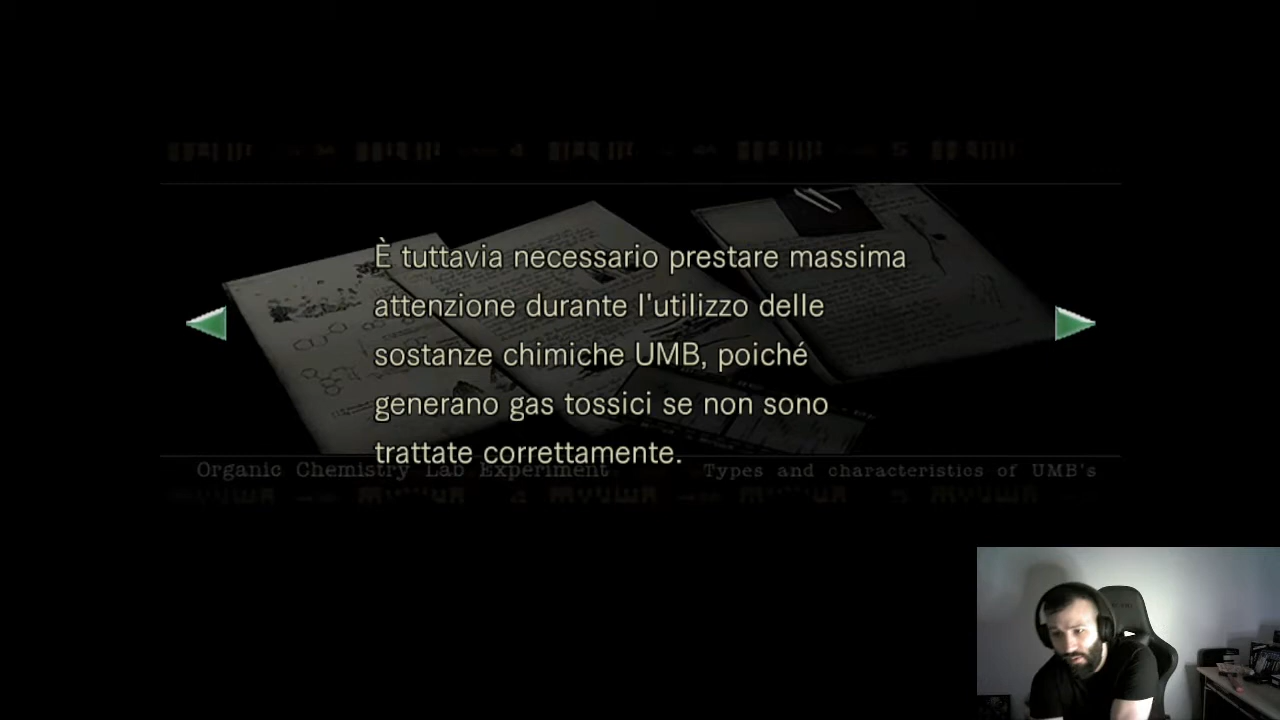 È tuttavia necessario prestare massima
attenzione durante l'utilizzo delle
sostanze chimiche UMB, poiché
generano gas tossici se non sono
trattate correttamente.
Organic Chemistry Lab Experiment
Types and characteristics of UMB's